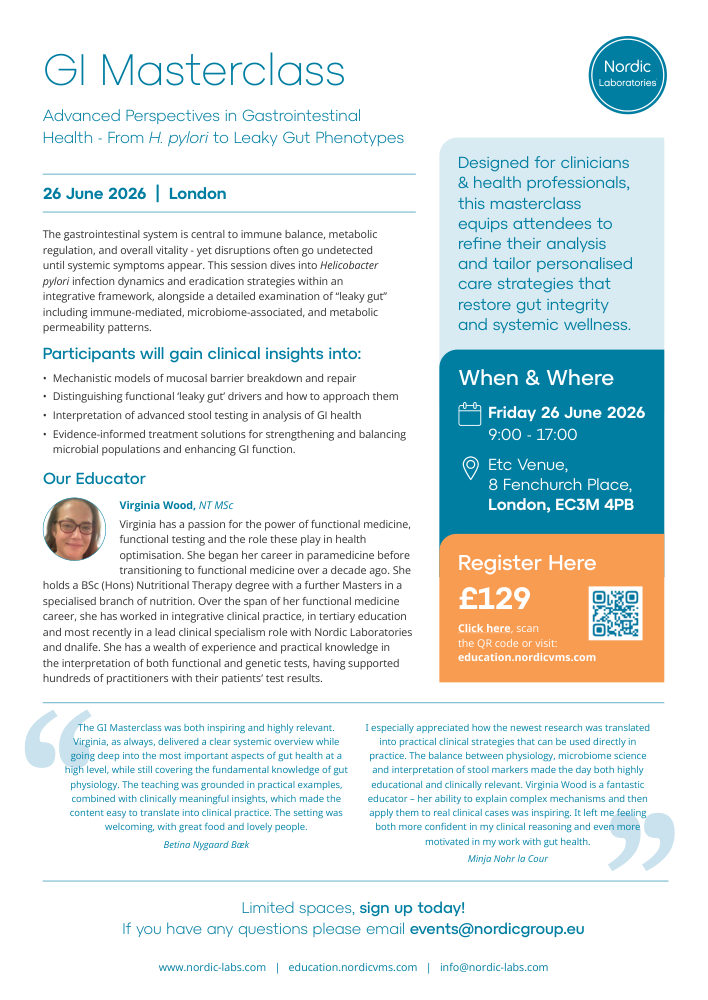 GI Masterclass
Nordic
Laboratories
Advanced Perspectives in Gastrointestinal
Health - From H. pylori to Leaky Gut Phenotypes
26 June 2026 | London
The gastrointestinal system is central to immune balance, metabolic
regulation, and overall vitality - yet disruptions often go undetected
until systemic symptoms appear. This session dives into Helicobacter
pylori infection dynamics and eradication strategies within an
integrative framework, alongside a detailed examination of “leaky gut”
including immune-mediated, microbiome-associated, and metabolic
permeability patterns.
Participants will gain clinical insights into:
• Mechanistic models of mucosal barrier breakdown and repair
• Distinguishing functional ‘leaky gut’ drivers and how to approach them
• Interpretation of advanced stool testing in analysis of GI health
• Evidence-informed treatment solutions for strengthening and balancing
microbial populations and enhancing GI function.
Our Educator
Virginia Wood, NT MSc
Virginia has a passion for the power of functional medicine,
functional testing and the role these play in health
optimisation. She began her career in paramedicine before
transitioning to functional medicine over a decade ago. She
holds a BSc (Hons) Nutritional Therapy degree with a further Masters in a
specialised branch of nutrition. Over the span of her functional medicine
career, she has worked in integrative clinical practice, in tertiary education
and most recently in a lead clinical specialism role with Nordic Laboratories
and dnalife. She has a wealth of experience and practical knowledge in
the interpretation of both functional and genetic tests, having supported
hundreds of practitioners with their patients’ test results.
Designed for clinicians
& health professionals,
this masterclass
equips attendees to
refine their analysis
and tailor personalised
care strategies that
restore gut integrity
and systemic wellness.
When & Where
Friday 26 June 2026
9:00 - 17:00
Etc Venue,
8 Fenchurch Place,
London, EC3M 4PB
Register Here
£129
Click here, scan
the QR code or visit:
education.nordicvms.com
The GI Masterclass was both inspiring and highly relevant.
Virginia, as always, delivered a clear systemic overview while
going deep into the most important aspects of gut health at a
high level, while still covering the fundamental knowledge of gut
physiology. The teaching was grounded in practical examples,
combined with clinically meaningful insights, which made the
content easy to translate into clinical practice. The setting was
welcoming, with great food and lovely people.
Betina Nygaard Bæk
I especially appreciated how the newest research was translated
into practical clinical strategies that can be used directly in
practice. The balance between physiology, microbiome science
and interpretation of stool markers made the day both highly
educational and clinically relevant. Virginia Wood is a fantastic
educator – her ability to explain complex mechanisms and then
apply them to real clinical cases was inspiring. It left me feeling
both more confident in my clinical reasoning and even more
motivated in my work with gut health.
Minja Nohr la Cour
Limited spaces, sign up today!
If you have any questions please email events@nordicgroup.eu
www.nordic-labs.com | education.nordicvms.com | info@nordic-labs.com